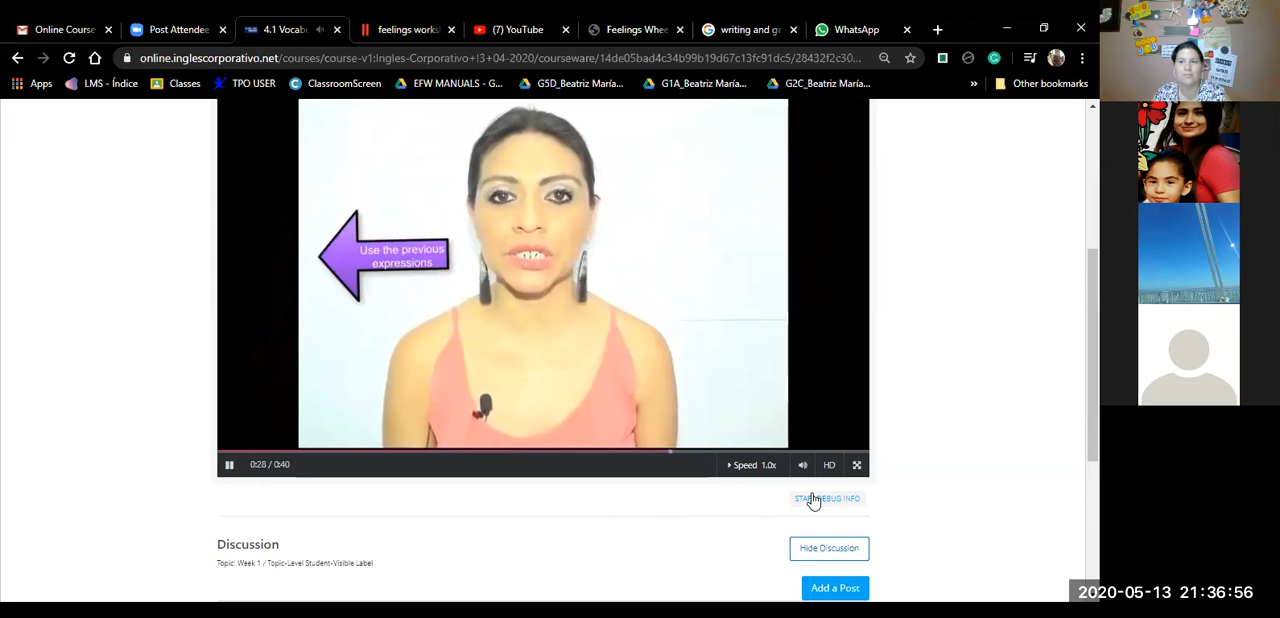 Online Course
Post Attendee
4.1 Vocab
feelings works
(7) YouTube
Feelings Whee
writing and gr
WhatsApp
online.inglescorporativo.net/courses/course-v1:Ingles-Corporativo+I3+04-2020/courseware/14de05bad4c34b99b19d67c13fc91dc5/28432f2c30...
Apps
LMS - Índice
Classes
TPO USER
ClassroomScreen
EFW MANUALS - G...
G5D_Beatriz María...
G1A_Beatriz María...
G2C_Beatriz María...
»
Other bookmarks
Use the previous
expressions
0:28 / 0:40
Speed 1.0x
HD
Discussion
Hide Discussion
Topic: Week 1 / Topic-Level Student-Visible Label
Add a Post
2020-05-13 21:36:56